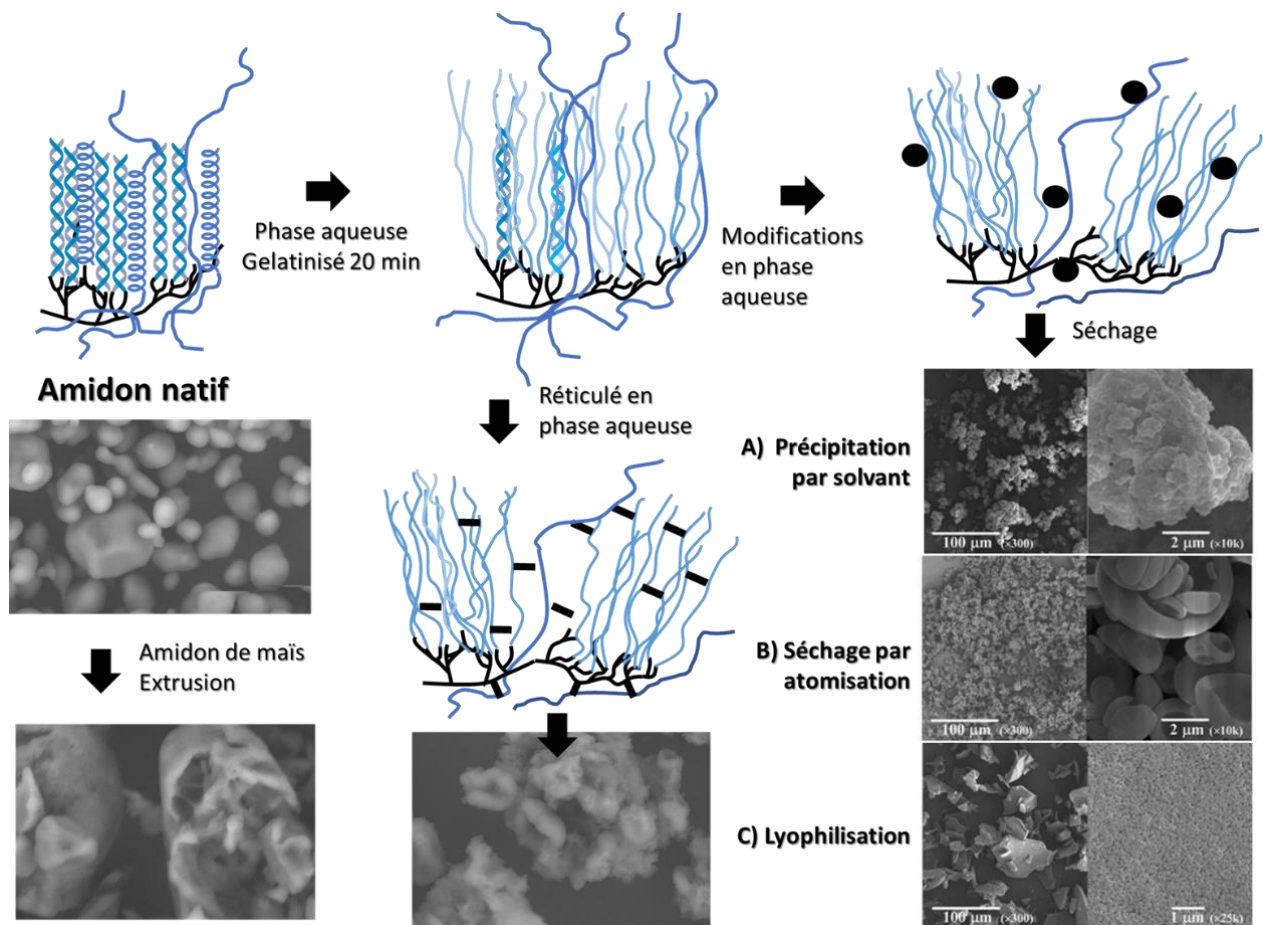 Phase aqueuse
Gelatinisé 20 min
Modifications
en phase
aqueuse
Séchage
Amidon natif
Réticulé en
phase aqueuse
A) Précipitation
par solvant
100 µm (×300)
2 µm (×10k)
Amidon de maïs
Extrusion
B) Séchage par
atomisation
100 µm (×300)
2 µm (×10k)
C) Lyophilisation
100 µm (×300)
1 µm (×25k)